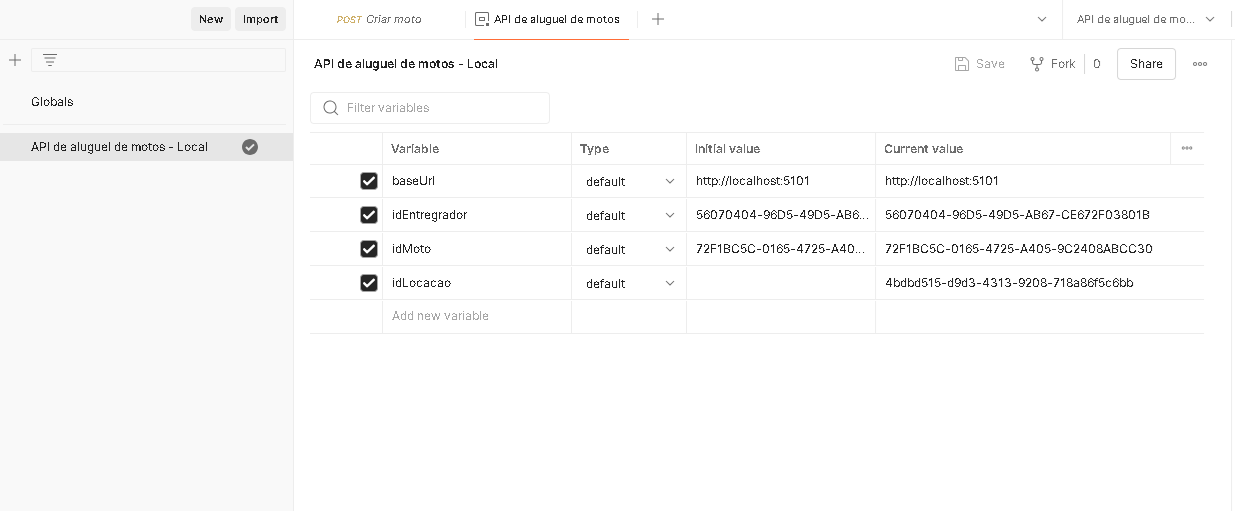 New Import POST Criar moto API de aluguel de motos API de aluguel de mo...
API de aluguel de motos - Local Save Fork 0 Share
Globals
Filter variables
API de aluguel de motos - Local
Variable Type Initial value Current value
baseUrl default http://localhost:5101 http://localhost:5101
idEntregrador default 56070404-96D5-49D5-AB6... 56070404-96D5-49D5-AB67-CE672F03801B
idMoto default 72F1BC5C-0165-4725-A40... 72F1BC5C-0165-4725-A405-9C2408ABCC30
idLocacao default 4bdbd515-d9d3-4313-9208-718a86f5c6bb
Add new variable